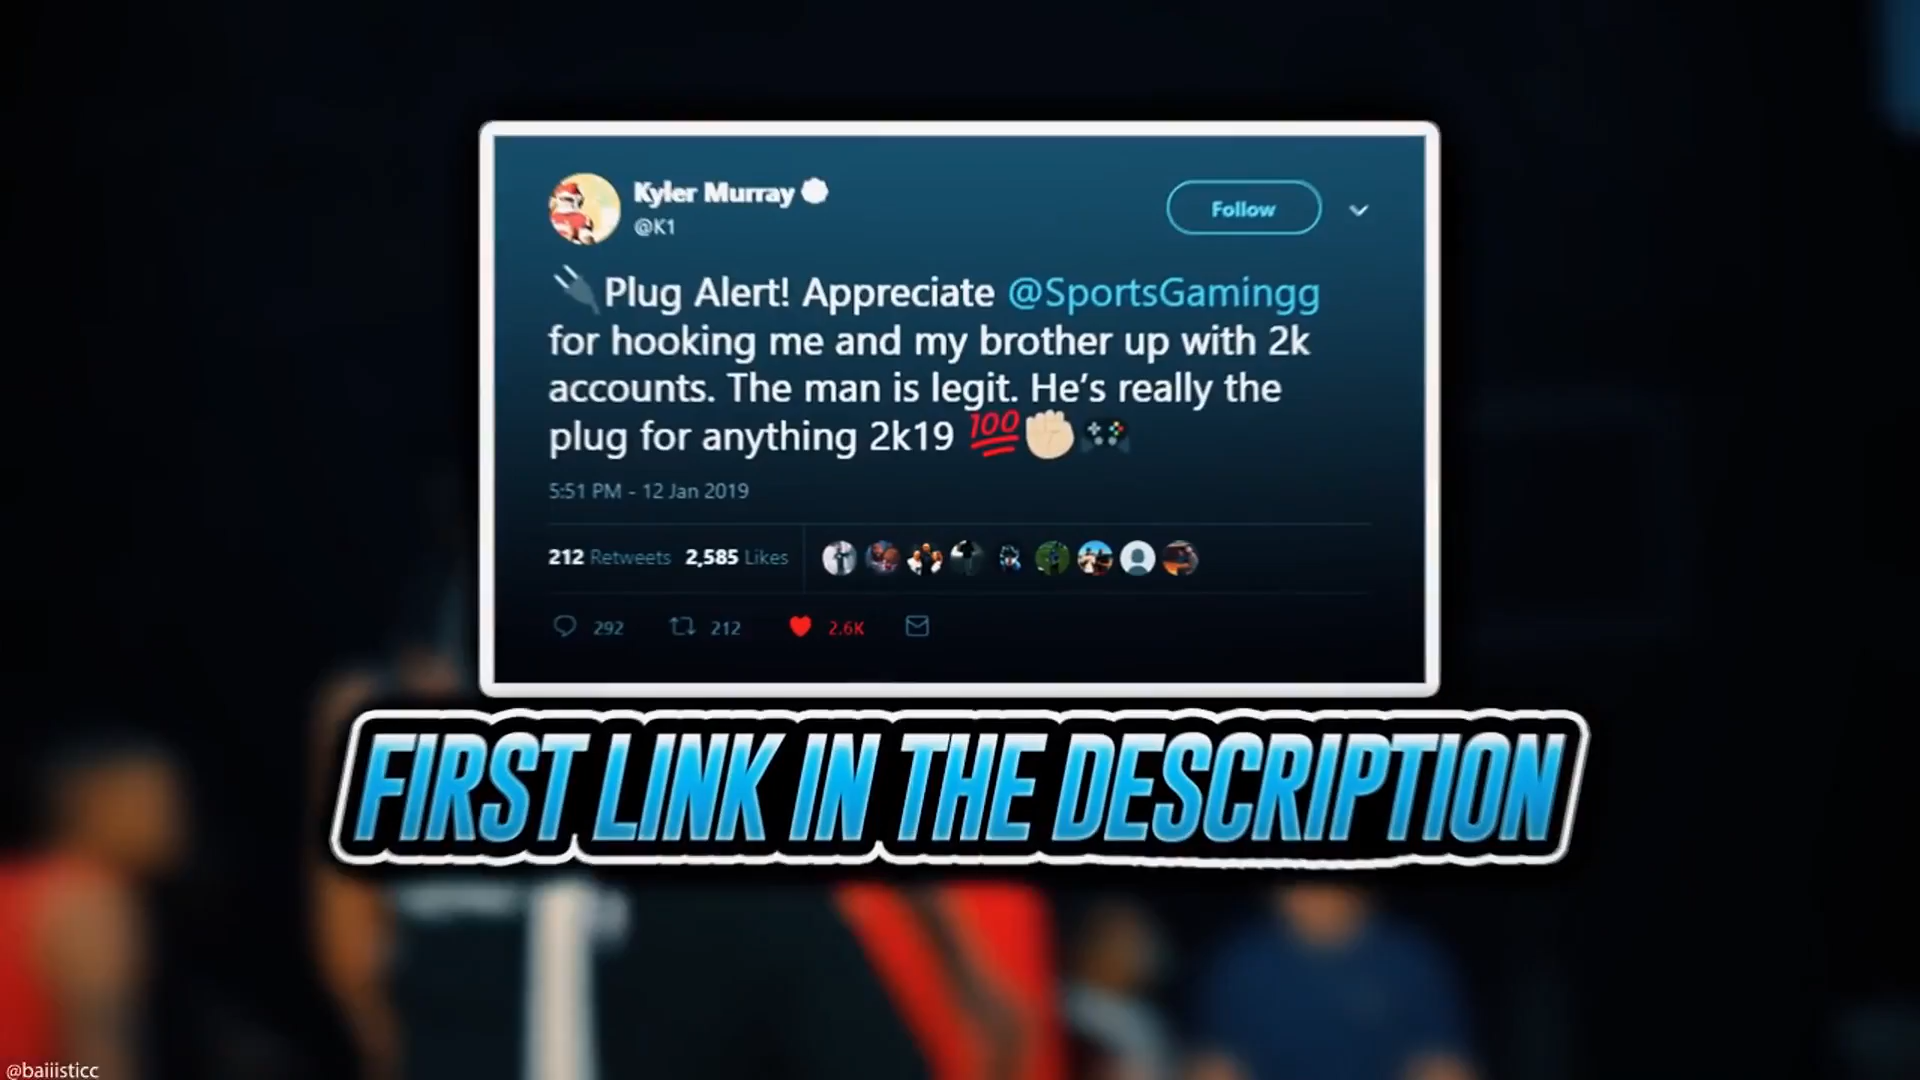 Kyler Murray
@K1
Follow
Plug Alert! Appreciate @SportsGamingg
for hooking me and my brother up with 2k
accounts. The man is legit. He’s really the
plug for anything 2k19 💯✊🏻🎮
5:51 PM - 12 Jan 2019
212 Retweets 2,585 Likes
292 212 2.6K
FIRST LINK IN THE DESCRIPTION
@baiiisticc